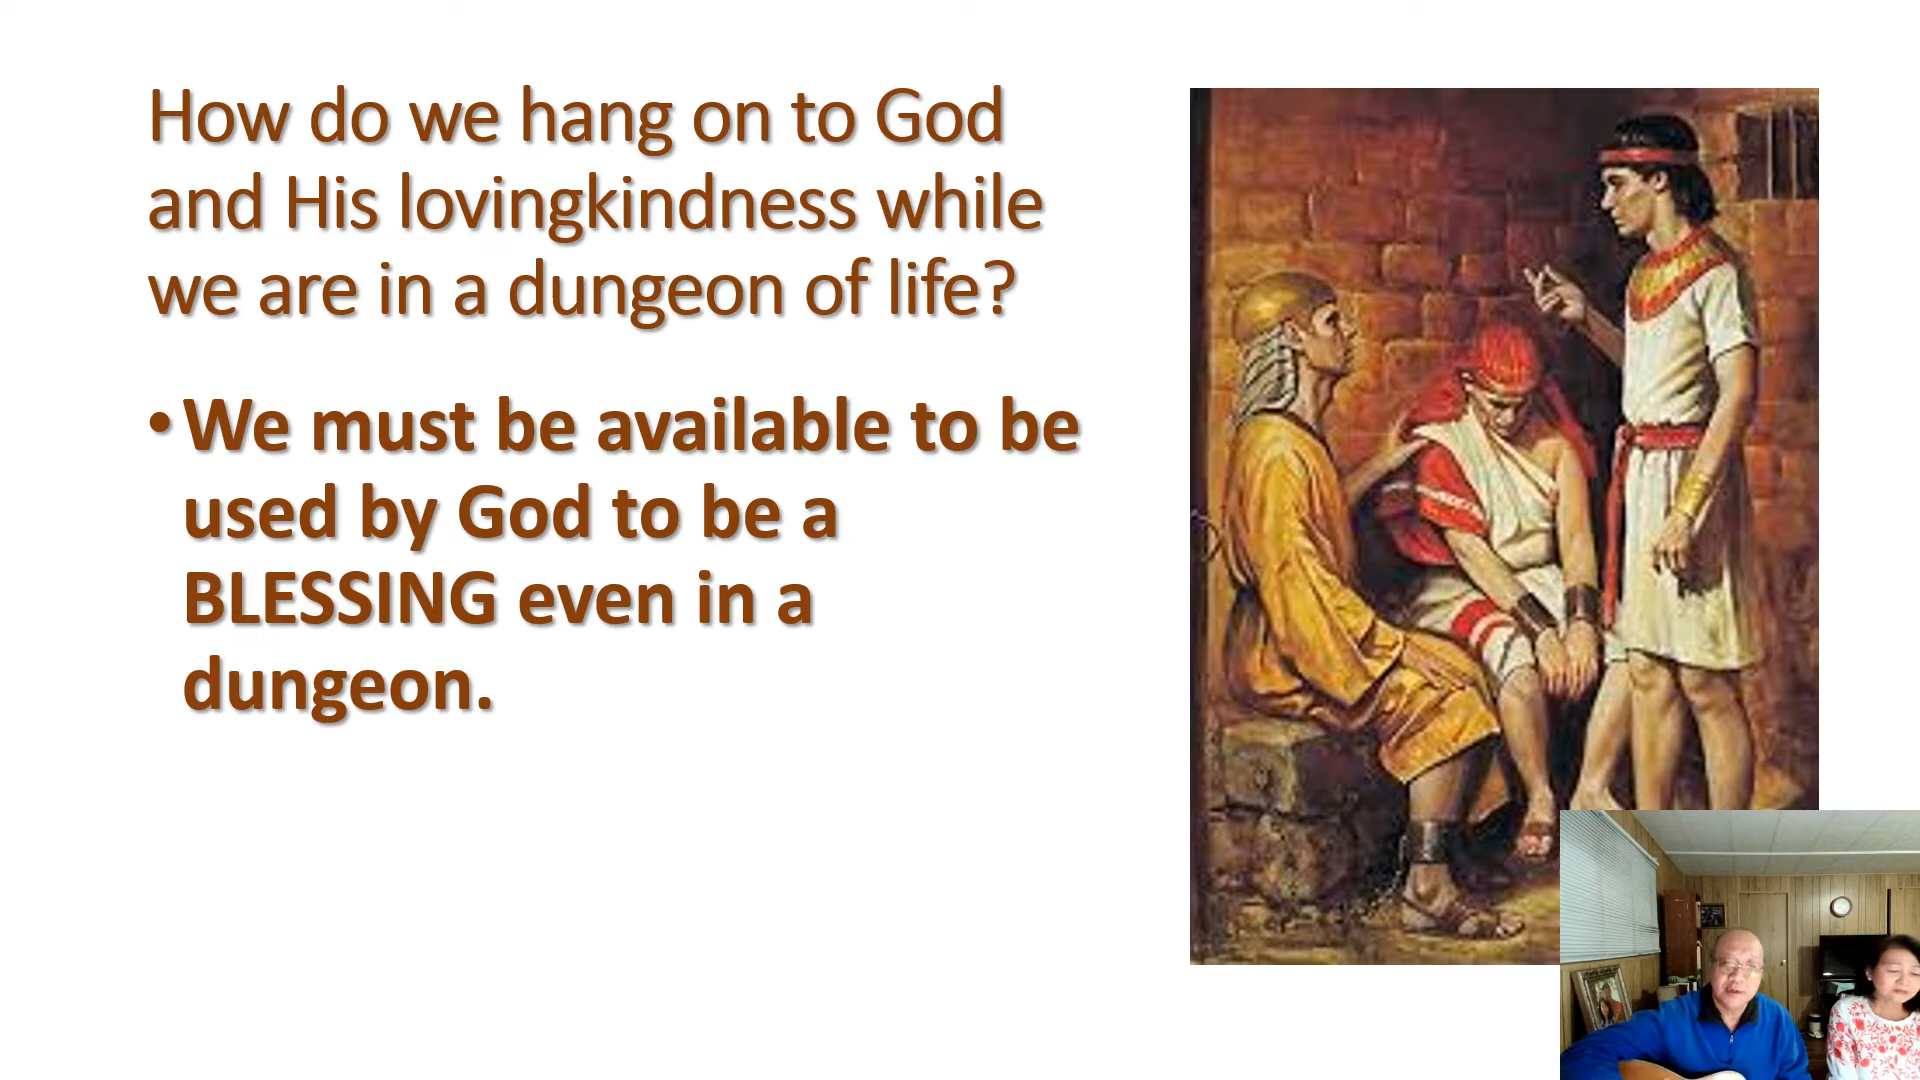 How do we hang on to God
and His lovingkindness while
we are in a dungeon of life?
• We must be available to be
used by God to be a
BLESSING even in a
dungeon.